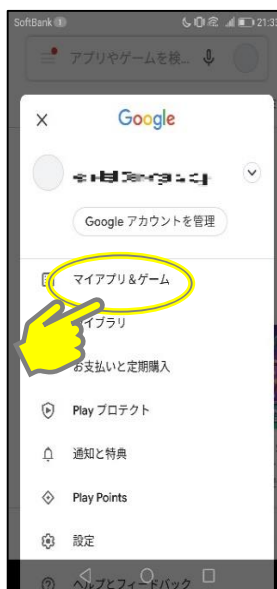 SoftBank 21:33
アプリやゲームを検...
Google
Google アカウントを管理
マイアプリ&ゲーム
イブラリ
お支払いと定期購入
Play プロテクト
通知と特典
Play Points
設定
ヘルプとフィードバック